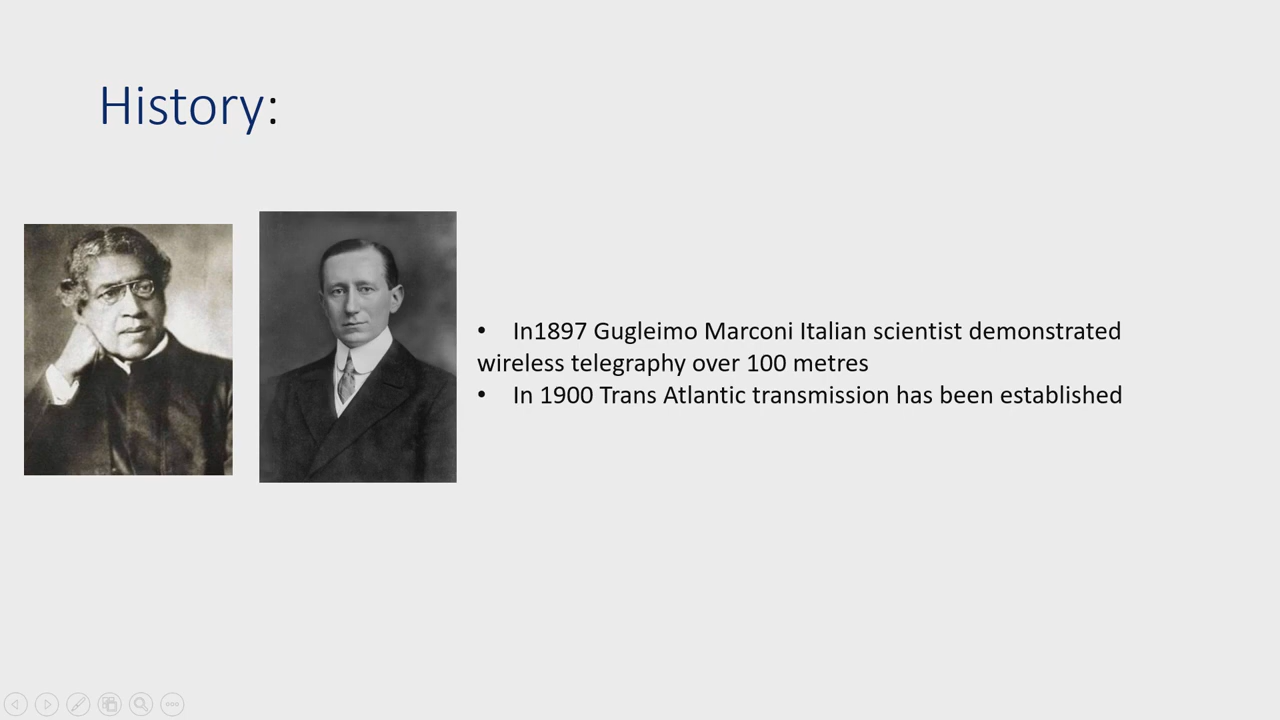 History:
• In1897 Gugleimo Marconi Italian scientist demonstrated
wireless telegraphy over 100 metres
• In 1900 Trans Atlantic transmission has been established